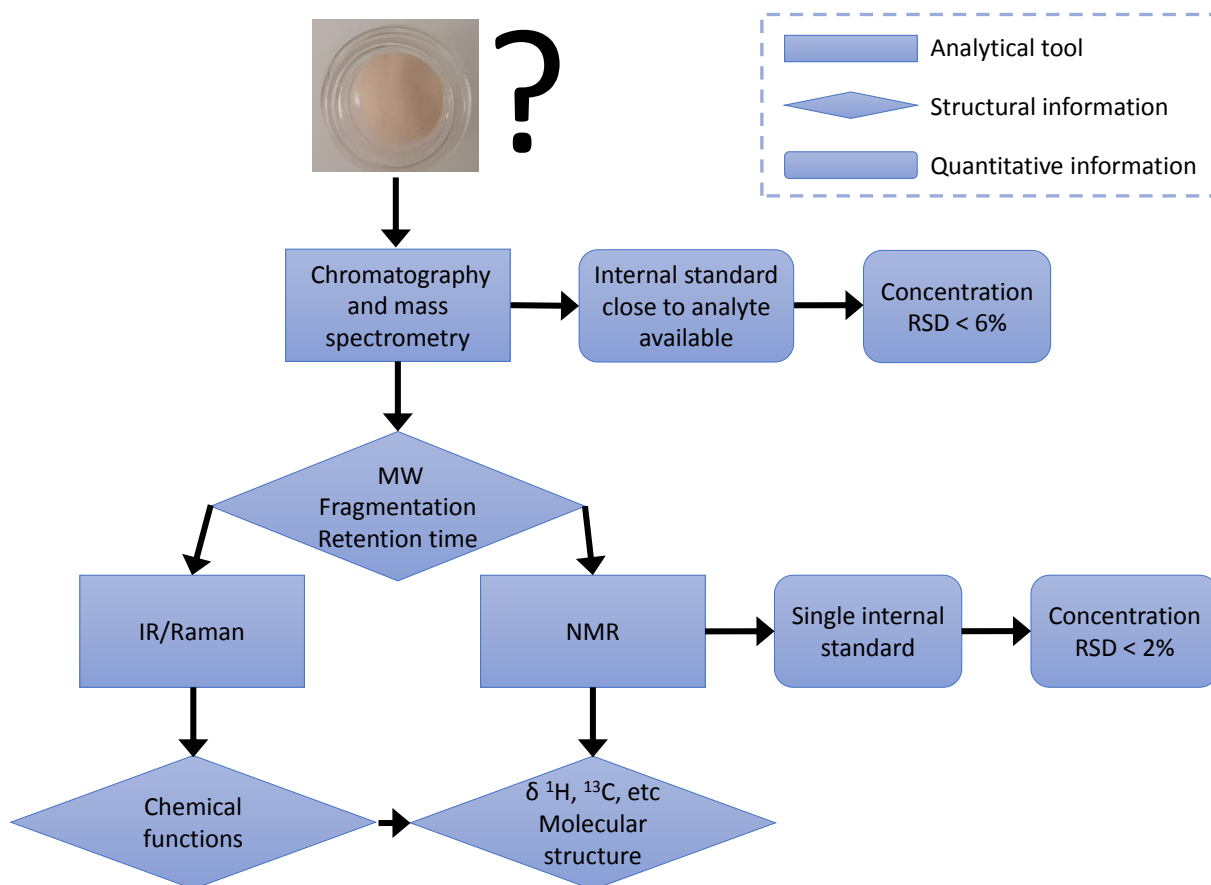 ?
Analytical tool
Structural information
Quantitative information
Chromatography
and mass
spectrometry
Internal standard
close to analyte
available
Concentration
RSD < 6%
MW
Fragmentation
Retention time
IR/Raman
NMR
Single internal
standard
Concentration
RSD < 2%
Chemical
functions
δ ¹H, ¹³C, etc
Molecular
structure